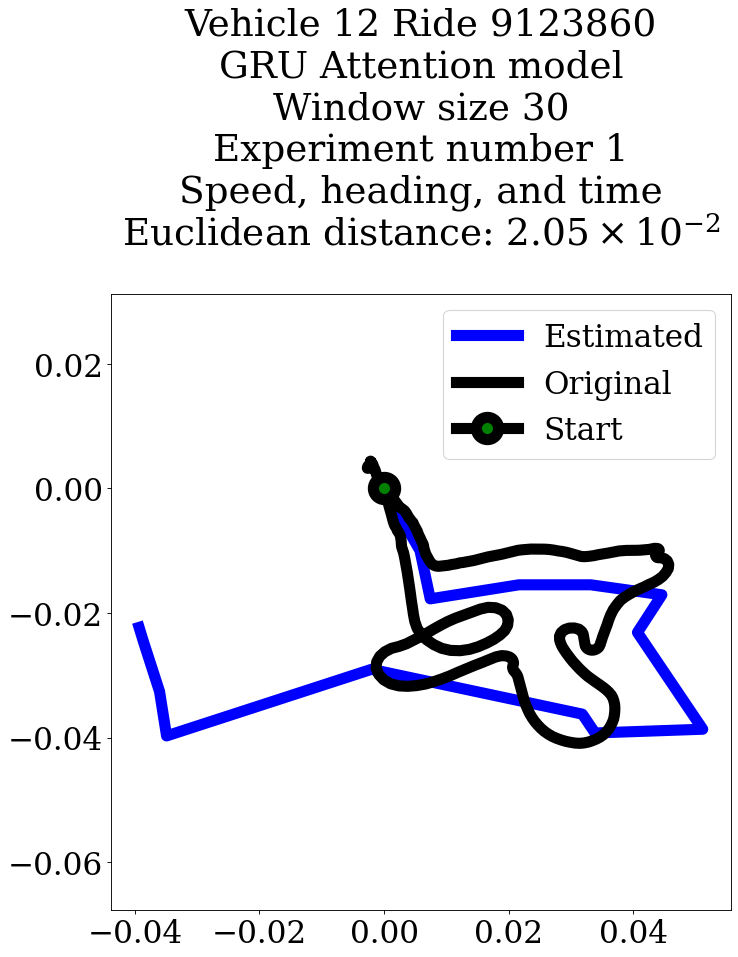 Vehicle 12 Ride 9123860
GRU Attention model
Window size 30
Experiment number 1
Speed, heading, and time
Euclidean distance: 2.05 × 10⁻²
Estimated
Original
Start
0.02
0.00
−0.02
−0.04
−0.06
−0.04 −0.02 0.00 0.02 0.04